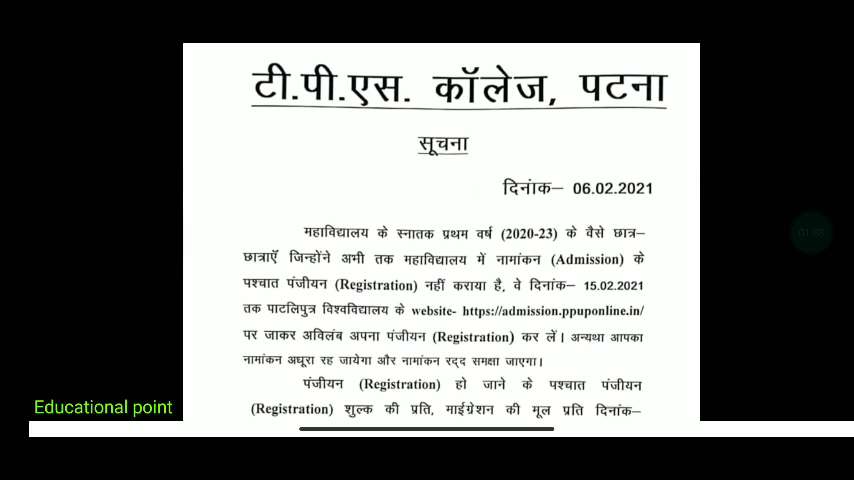 टी.पी.एस. कॉलेज, पटना
सूचना
दिनांक– 06.02.2021
महाविद्यालय के स्नातक प्रथम वर्ष (2020-23) के वैसे छात्र–
छात्राएँ जिन्होंने अभी तक महाविद्यालय में नामांकन (Admission) के
पश्चात पंजीयन (Registration) नहीं कराया है, वे दिनांक– 15.02.2021
तक पाटलिपुत्र विश्वविद्यालय के website- https://admission.ppuponline.in/
पर जाकर अविलंब अपना पंजीयन (Registration) कर लें। अन्यथा आपका
नामांकन अधूरा रह जायेगा और नामांकन रद्द समक्षा जाएगा।
पंजीयन (Registration) हो जाने के पश्चात पंजीयन
(Registration) शुल्क की प्रति, माईग्रेशन की मूल प्रति दिनांक–
Educational point
01:58